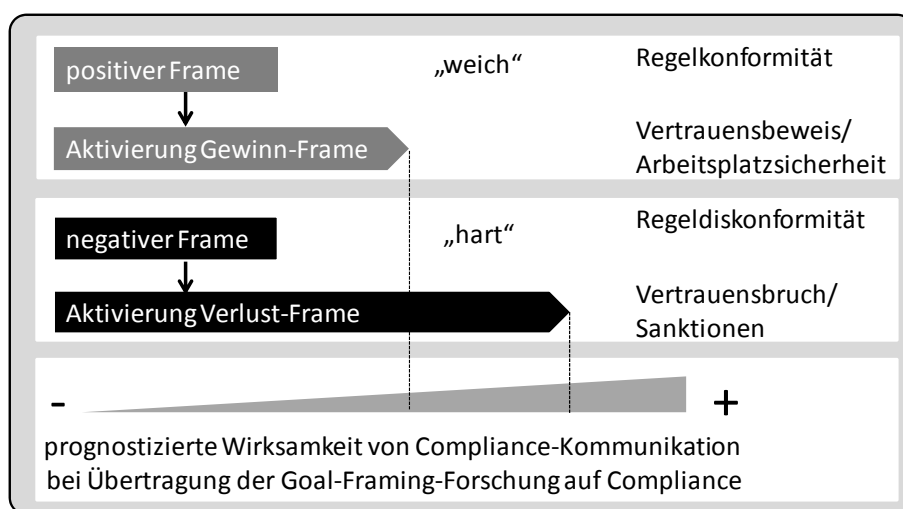 positiver Frame
„weich“
Regelkonformität
Aktivierung Gewinn-Frame
Vertrauensbeweis/
Arbeitsplatzsicherheit
negativer Frame
„hart“
Regeldiskonformität
Aktivierung Verlust-Frame
Vertrauensbruch/
Sanktionen
- +
prognostizierte Wirksamkeit von Compliance-Kommunikation
bei Übertragung der Goal-Framing-Forschung auf Compliance